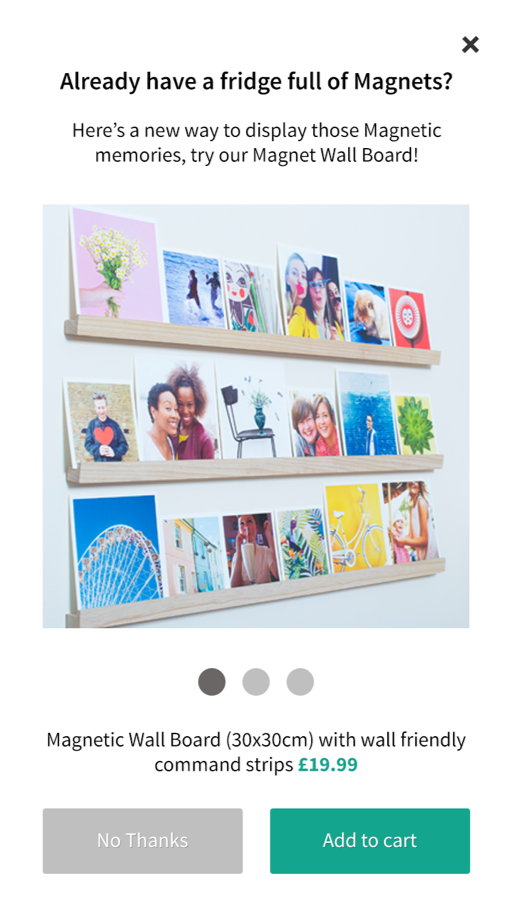 Already have a fridge full of Magnets?
Here’s a new way to display those Magnetic
memories, try our Magnet Wall Board!
Magnetic Wall Board (30x30cm) with wall friendly
command strips £19.99
No Thanks
Add to cart